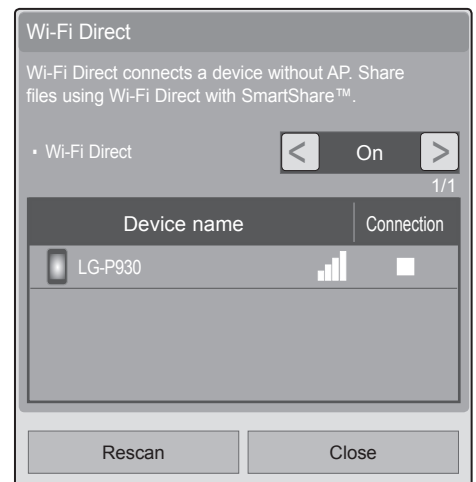 Wi-Fi Direct
Wi-Fi Direct connects a device without AP. Share
files using Wi-Fi Direct with SmartShare™.
• Wi-Fi Direct < On >
1/1
Device name Connection
LG-P930
Rescan Close